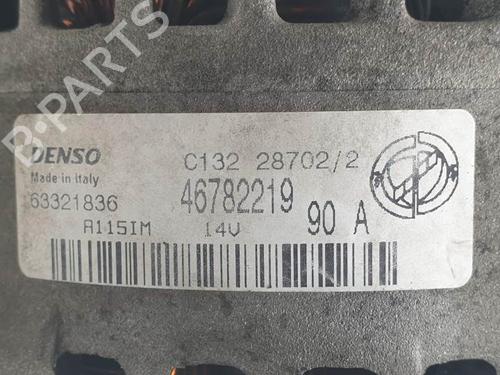 B-PARTS
DENSO C132 28702/2
Made in Italy
63321836 46782219 90 A
A115IM 14V